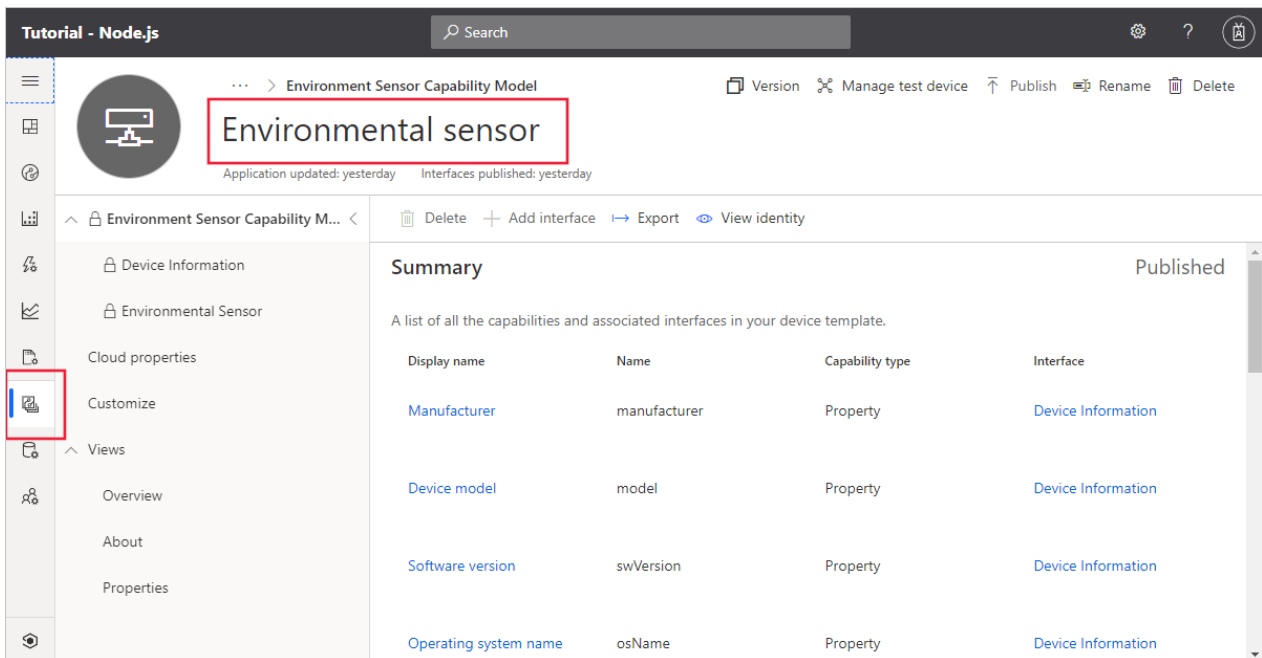 Tutorial - Node.js
Search
?
... > Environment Sensor Capability Model
Version Manage test device Publish Rename Delete
Environmental sensor
Application updated: yesterday Interfaces published: yesterday
Environment Sensor Capability M...
Delete Add interface Export View identity
Device Information
Environmental Sensor
Cloud properties
Customize
Views
Overview
About
Properties
Summary Published
A list of all the capabilities and associated interfaces in your device template.
Display name Name Capability type Interface
Manufacturer manufacturer Property Device Information
Device model model Property Device Information
Software version swVersion Property Device Information
Operating system name osName Property Device Information